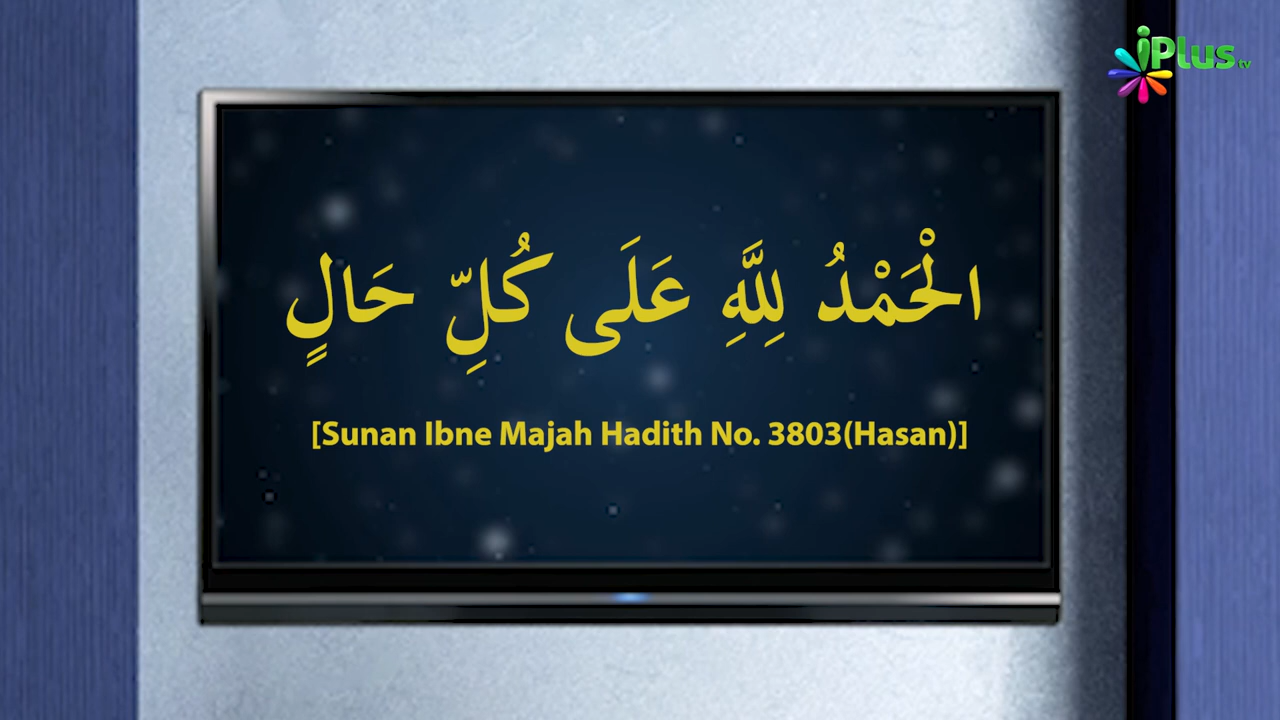 iPlus tv
الْحَمْدُ لِلَّهِ عَلَى كُلِّ حَالٍ
[Sunan Ibne Majah Hadith No. 3803(Hasan)]